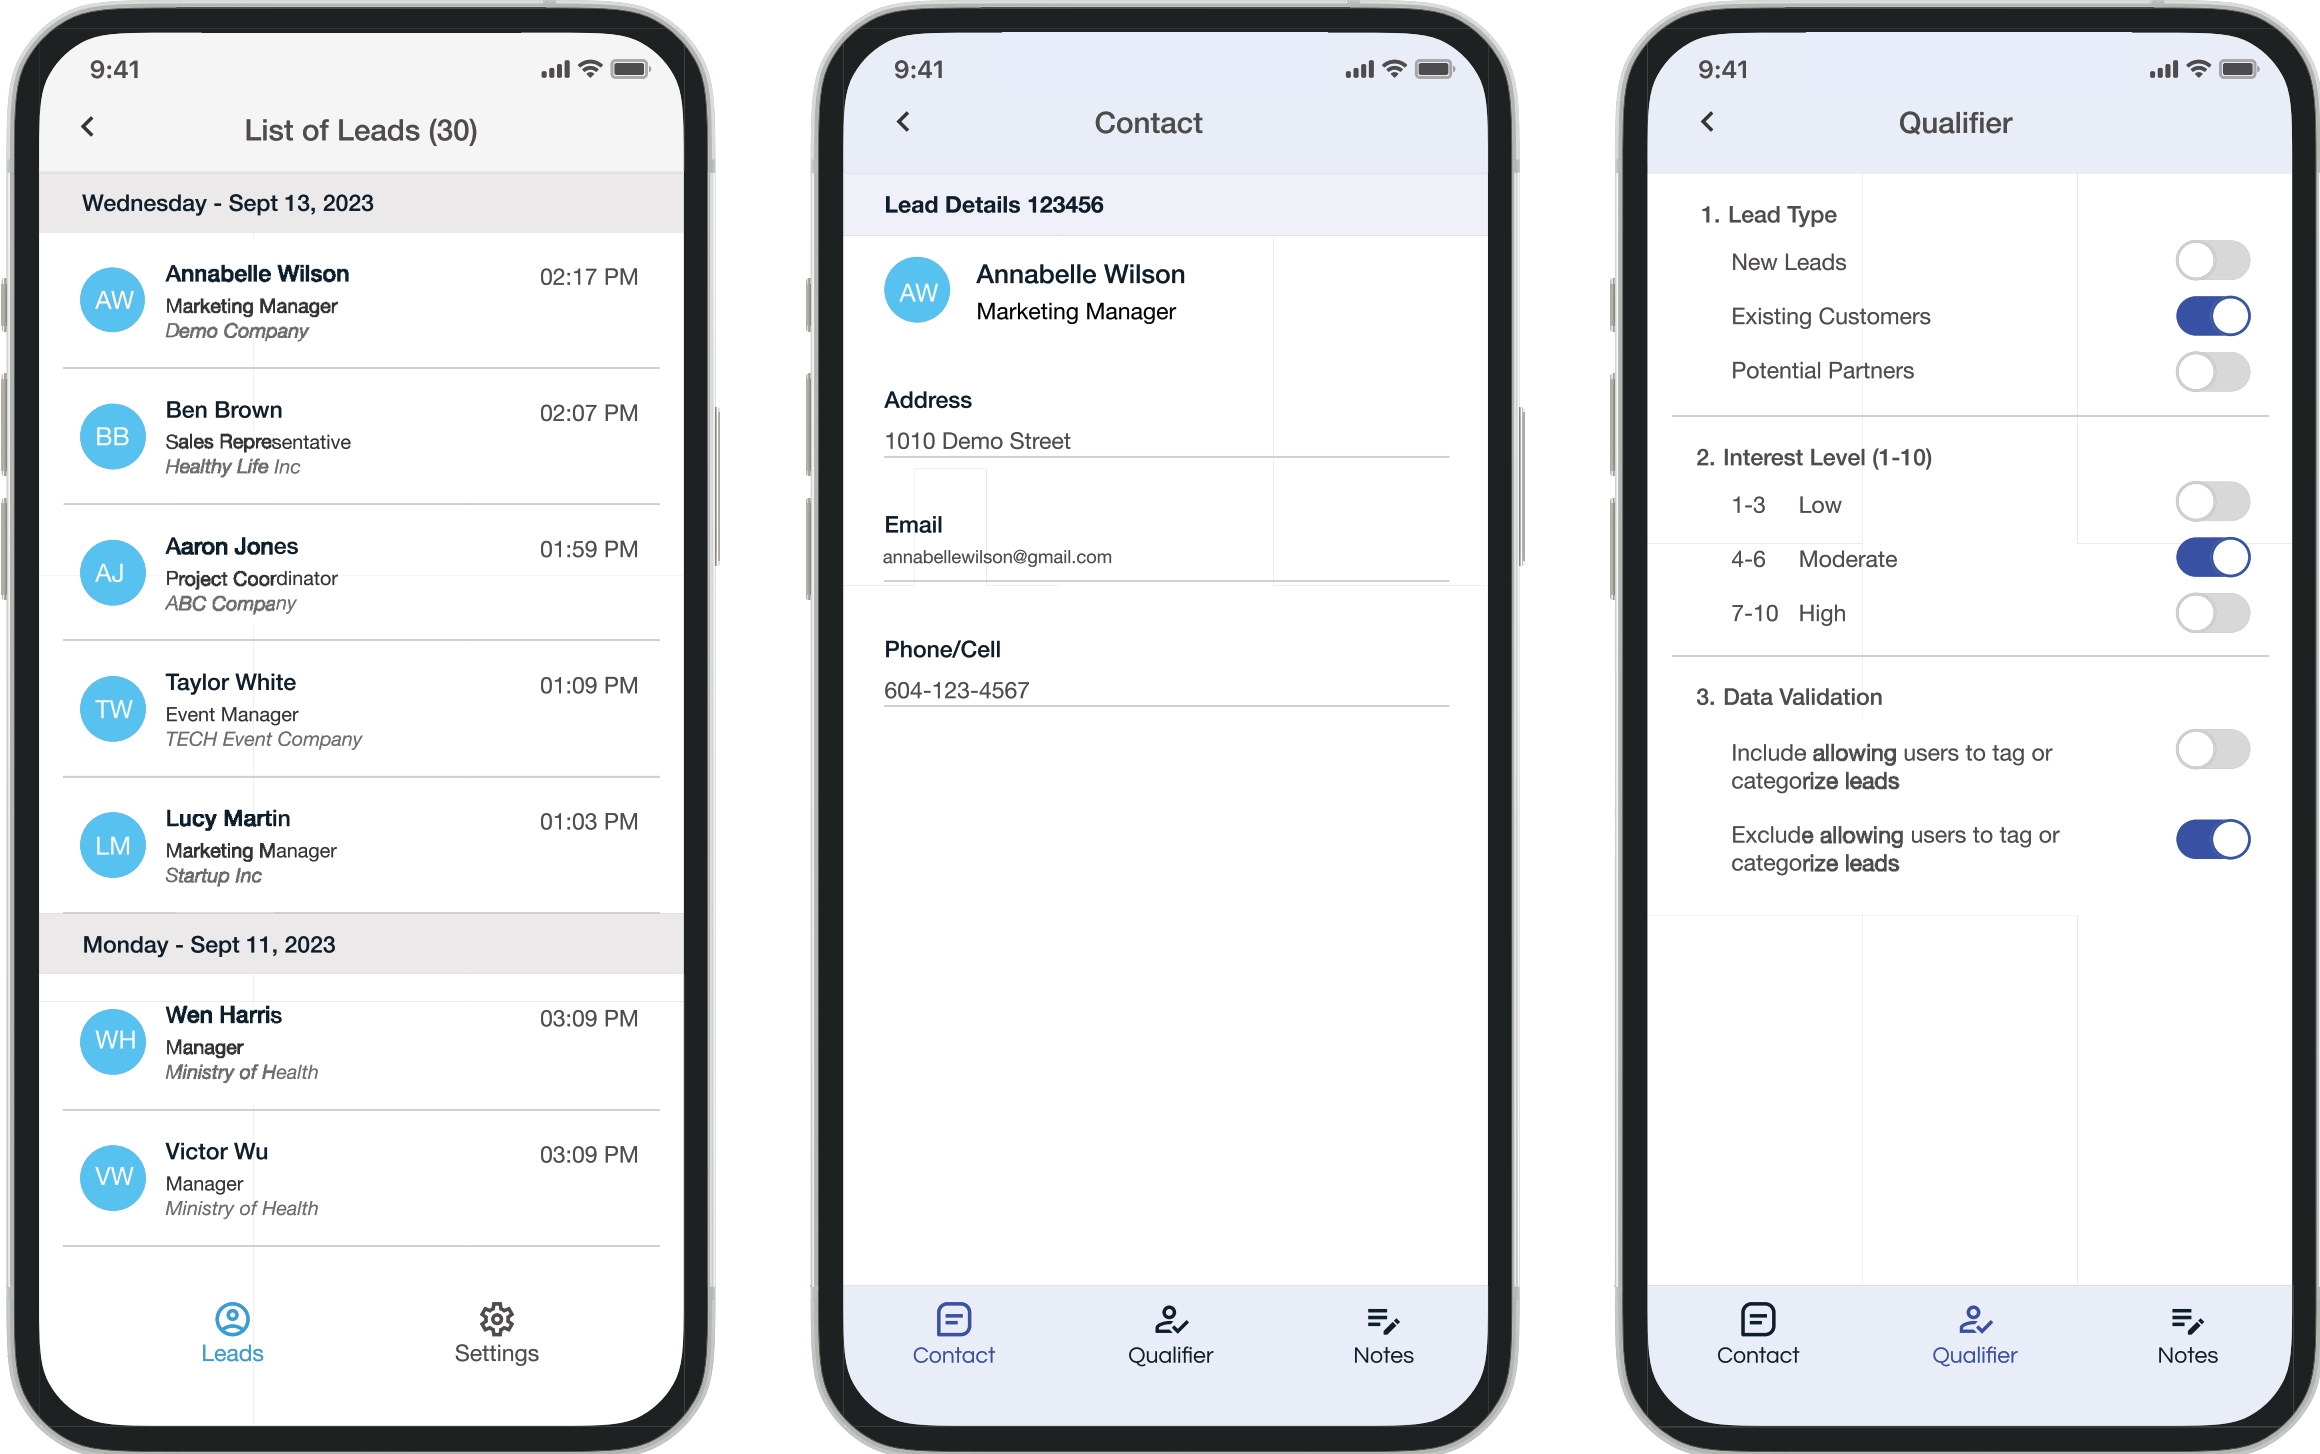 9:41
List of Leads (30)
Wednesday - Sept 13, 2023
AW
Annabelle Wilson
02:17 PM
Marketing Manager
Demo Company
BB
Ben Brown
02:07 PM
Sales Representative
Healthy Life Inc
AJ
Aaron Jones
01:59 PM
Project Coordinator
ABC Company
TW
Taylor White
01:09 PM
Event Manager
TECH Event Company
LM
Lucy Martin
01:03 PM
Marketing Manager
Startup Inc
Monday - Sept 11, 2023
WH
Wen Harris
03:09 PM
Manager
Ministry of Health
VW
Victor Wu
03:09 PM
Manager
Ministry of Health
Leads
Settings
9:41
Contact
Lead Details 123456
AW
Annabelle Wilson
Marketing Manager
Address
1010 Demo Street
Email
annabellewilson@gmail.com
Phone/Cell
604-123-4567
Contact
Qualifier
Notes
9:41
Qualifier
1. Lead Type
New Leads
Existing Customers
Potential Partners
2. Interest Level (1-10)
1-3 Low
4-6 Moderate
7-10 High
3. Data Validation
Include allowing users to tag or
categorize leads
Exclude allowing users to tag or
categorize leads
Contact
Qualifier
Notes